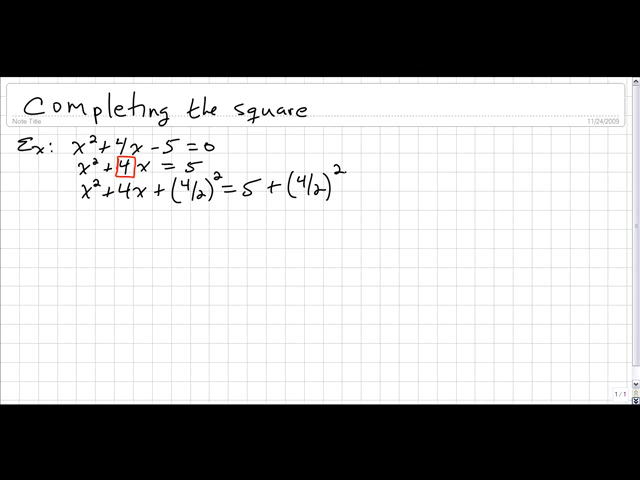 Completing the square
Note Title
11/24/2009
Ex: x² + 4x - 5 = 0
x² + 4x = 5
x² + 4x + (4/2)² = 5 + (4/2)²
1 / 1